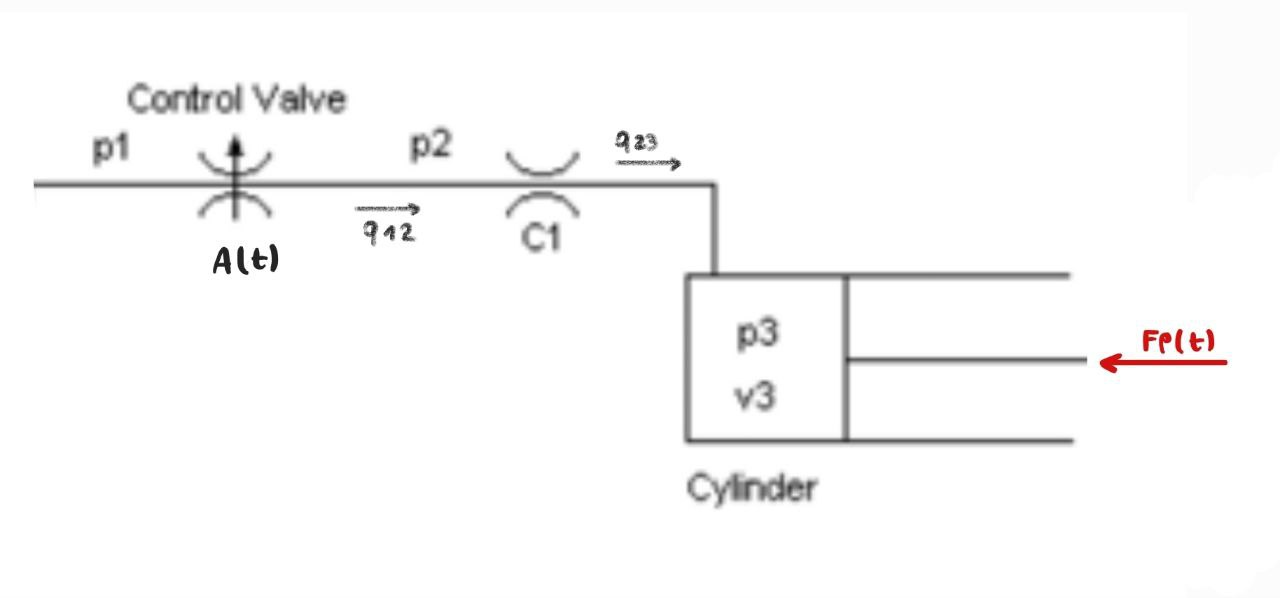 Control Valve
p1
p2
q23
q12
C1
A(t)
p3
Fp(t)
v3
Cylinder